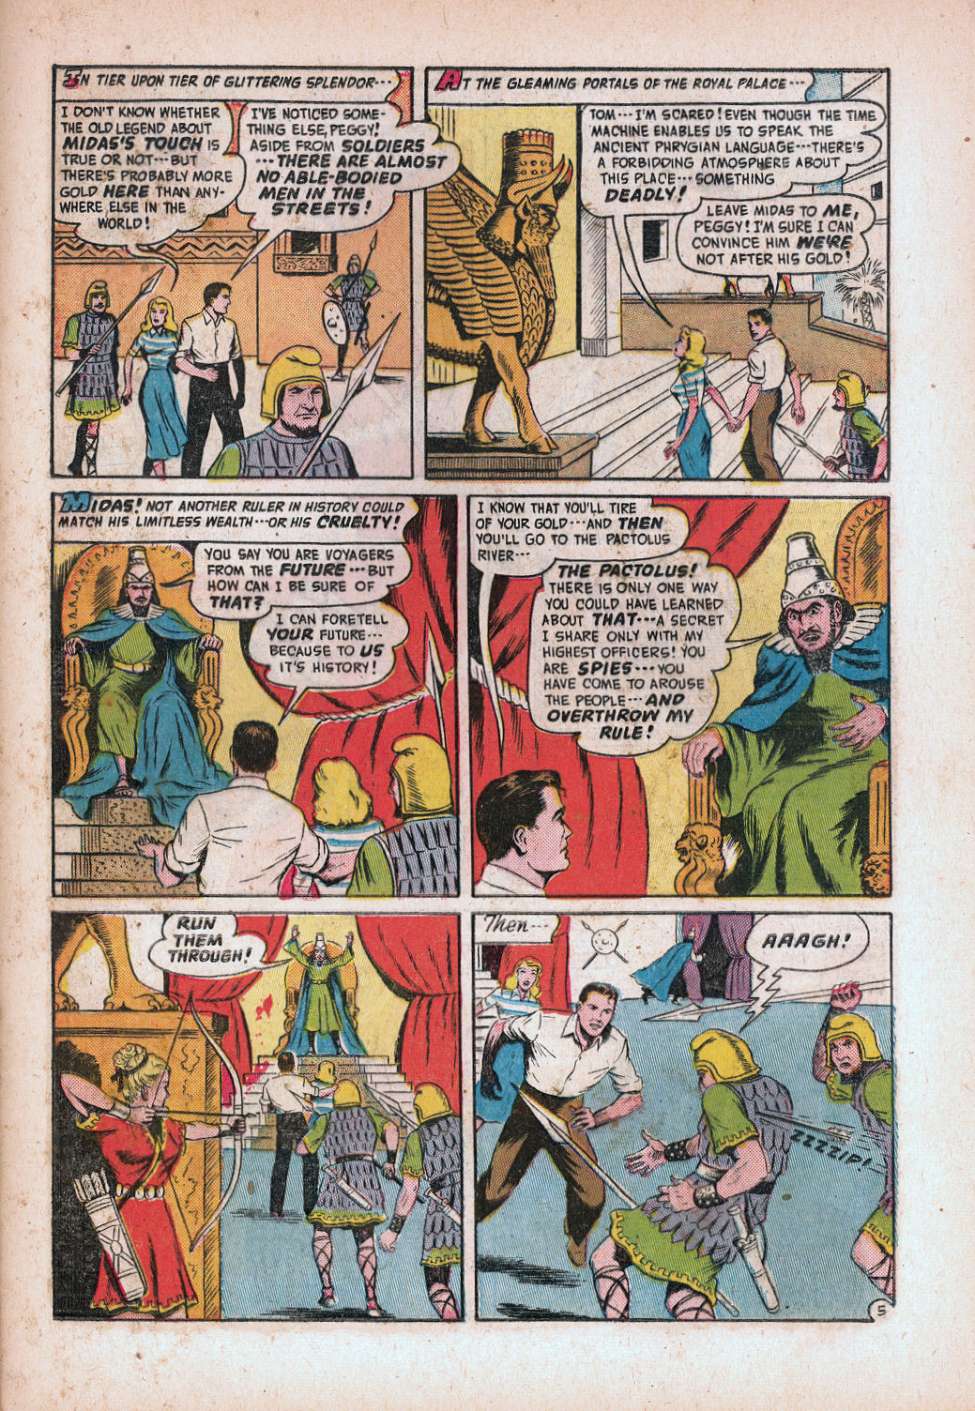 IN TIER UPON TIER OF GLITTERING SPLENDOR---
I DON'T KNOW WHETHER
THE OLD LEGEND ABOUT
MIDAS'S TOUCH IS
TRUE OR NOT---BUT
THERE'S PROBABLY MORE
GOLD HERE THAN ANY-
WHERE ELSE IN THE
WORLD!
I'VE NOTICED SOME-
THING ELSE, PEGGY!
ASIDE FROM SOLDIERS
---THERE ARE ALMOST
NO ABLE-BODIED
MEN IN THE
STREETS!
AT THE GLEAMING PORTALS OF THE ROYAL PALACE---
TOM---I'M SCARED! EVEN THOUGH THE TIME
MACHINE ENABLES US TO SPEAK THE
ANCIENT PHRYGIAN LANGUAGE---THERE'S
A FORBIDDING ATMOSPHERE ABOUT
THIS PLACE---SOMETHING
DEADLY!
LEAVE MIDAS TO ME,
PEGGY! I'M SURE I CAN
CONVINCE HIM WE'RE
NOT AFTER HIS GOLD!
MIDAS! NOT ANOTHER RULER IN HISTORY COULD
MATCH HIS LIMITLESS WEALTH---OR HIS CRUELTY!
YOU SAY YOU ARE VOYAGERS
FROM THE FUTURE---BUT
HOW CAN I BE SURE OF
THAT?
I CAN FORETELL
YOUR FUTURE---
BECAUSE TO US
IT'S HISTORY!
I KNOW THAT YOU'LL TIRE
OF YOUR GOLD---AND THEN
YOU'LL GO TO THE PACTOLUS
RIVER---
THE PACTOLUS!
THERE IS ONLY ONE WAY
YOU COULD HAVE LEARNED
ABOUT THAT---A SECRET
I SHARE ONLY WITH MY
HIGHEST OFFICERS! YOU
ARE SPIES---YOU
HAVE COME TO AROUSE
THE PEOPLE---AND
OVERTHROW MY
RULE!
RUN
THEM
THROUGH!
Then---
AAAGH!
ZZZZZIP!
5